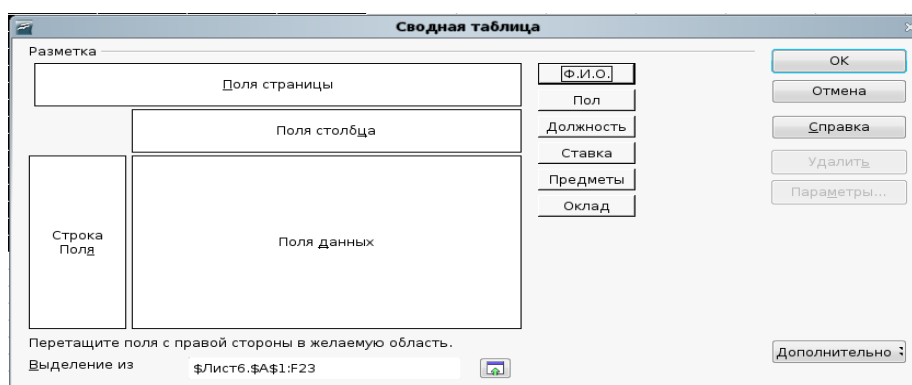 Сводная таблица
Разметка
Поля страницы
Поля столбца
Строка
Поля
Поля данных
Ф.И.О.
Пол
Должность
Ставка
Предметы
Оклад
OK
Отмена
Справка
Удалить
Параметры...
Дополнительно
Перетащите поля с правой стороны в желаемую область.
Выделение из
$Лист6.$A$1:F23